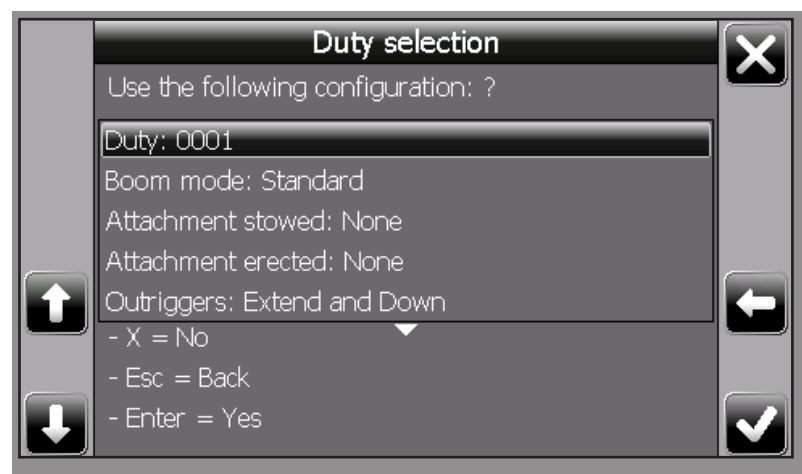 Duty selection
Use the following configuration: ?
Duty: 0001
Boom mode: Standard
Attachment stowed: None
Attachment erected: None
Outriggers: Extend and Down
- X = No
- Esc = Back
- Enter = Yes